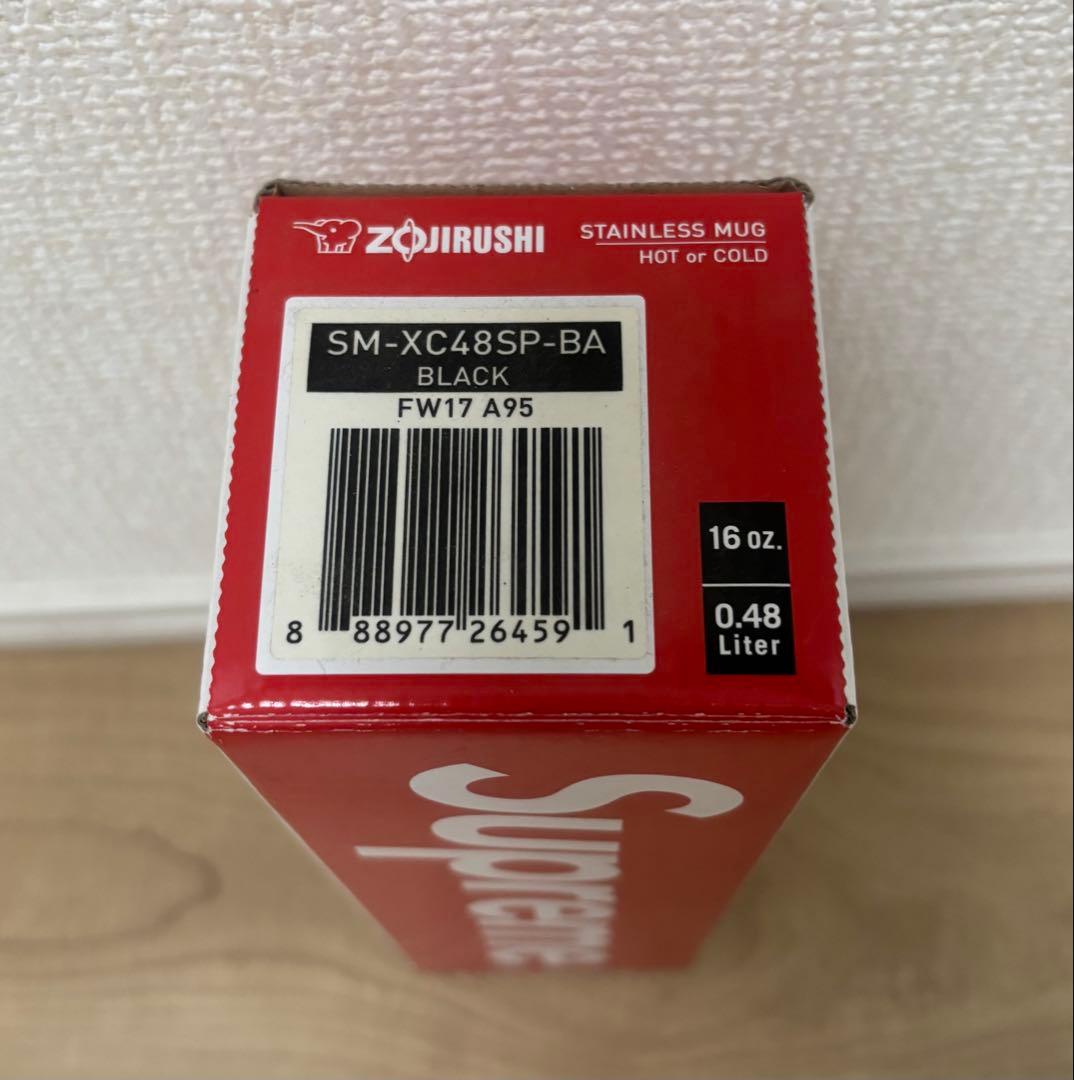 ZOJIRUSHI
STAINLESS MUG
HOT or COLD
SM-XC48SP-BA
BLACK
FW17 A95
8 88977 26459 1
16 oz.
0.48
Liter
Supreme